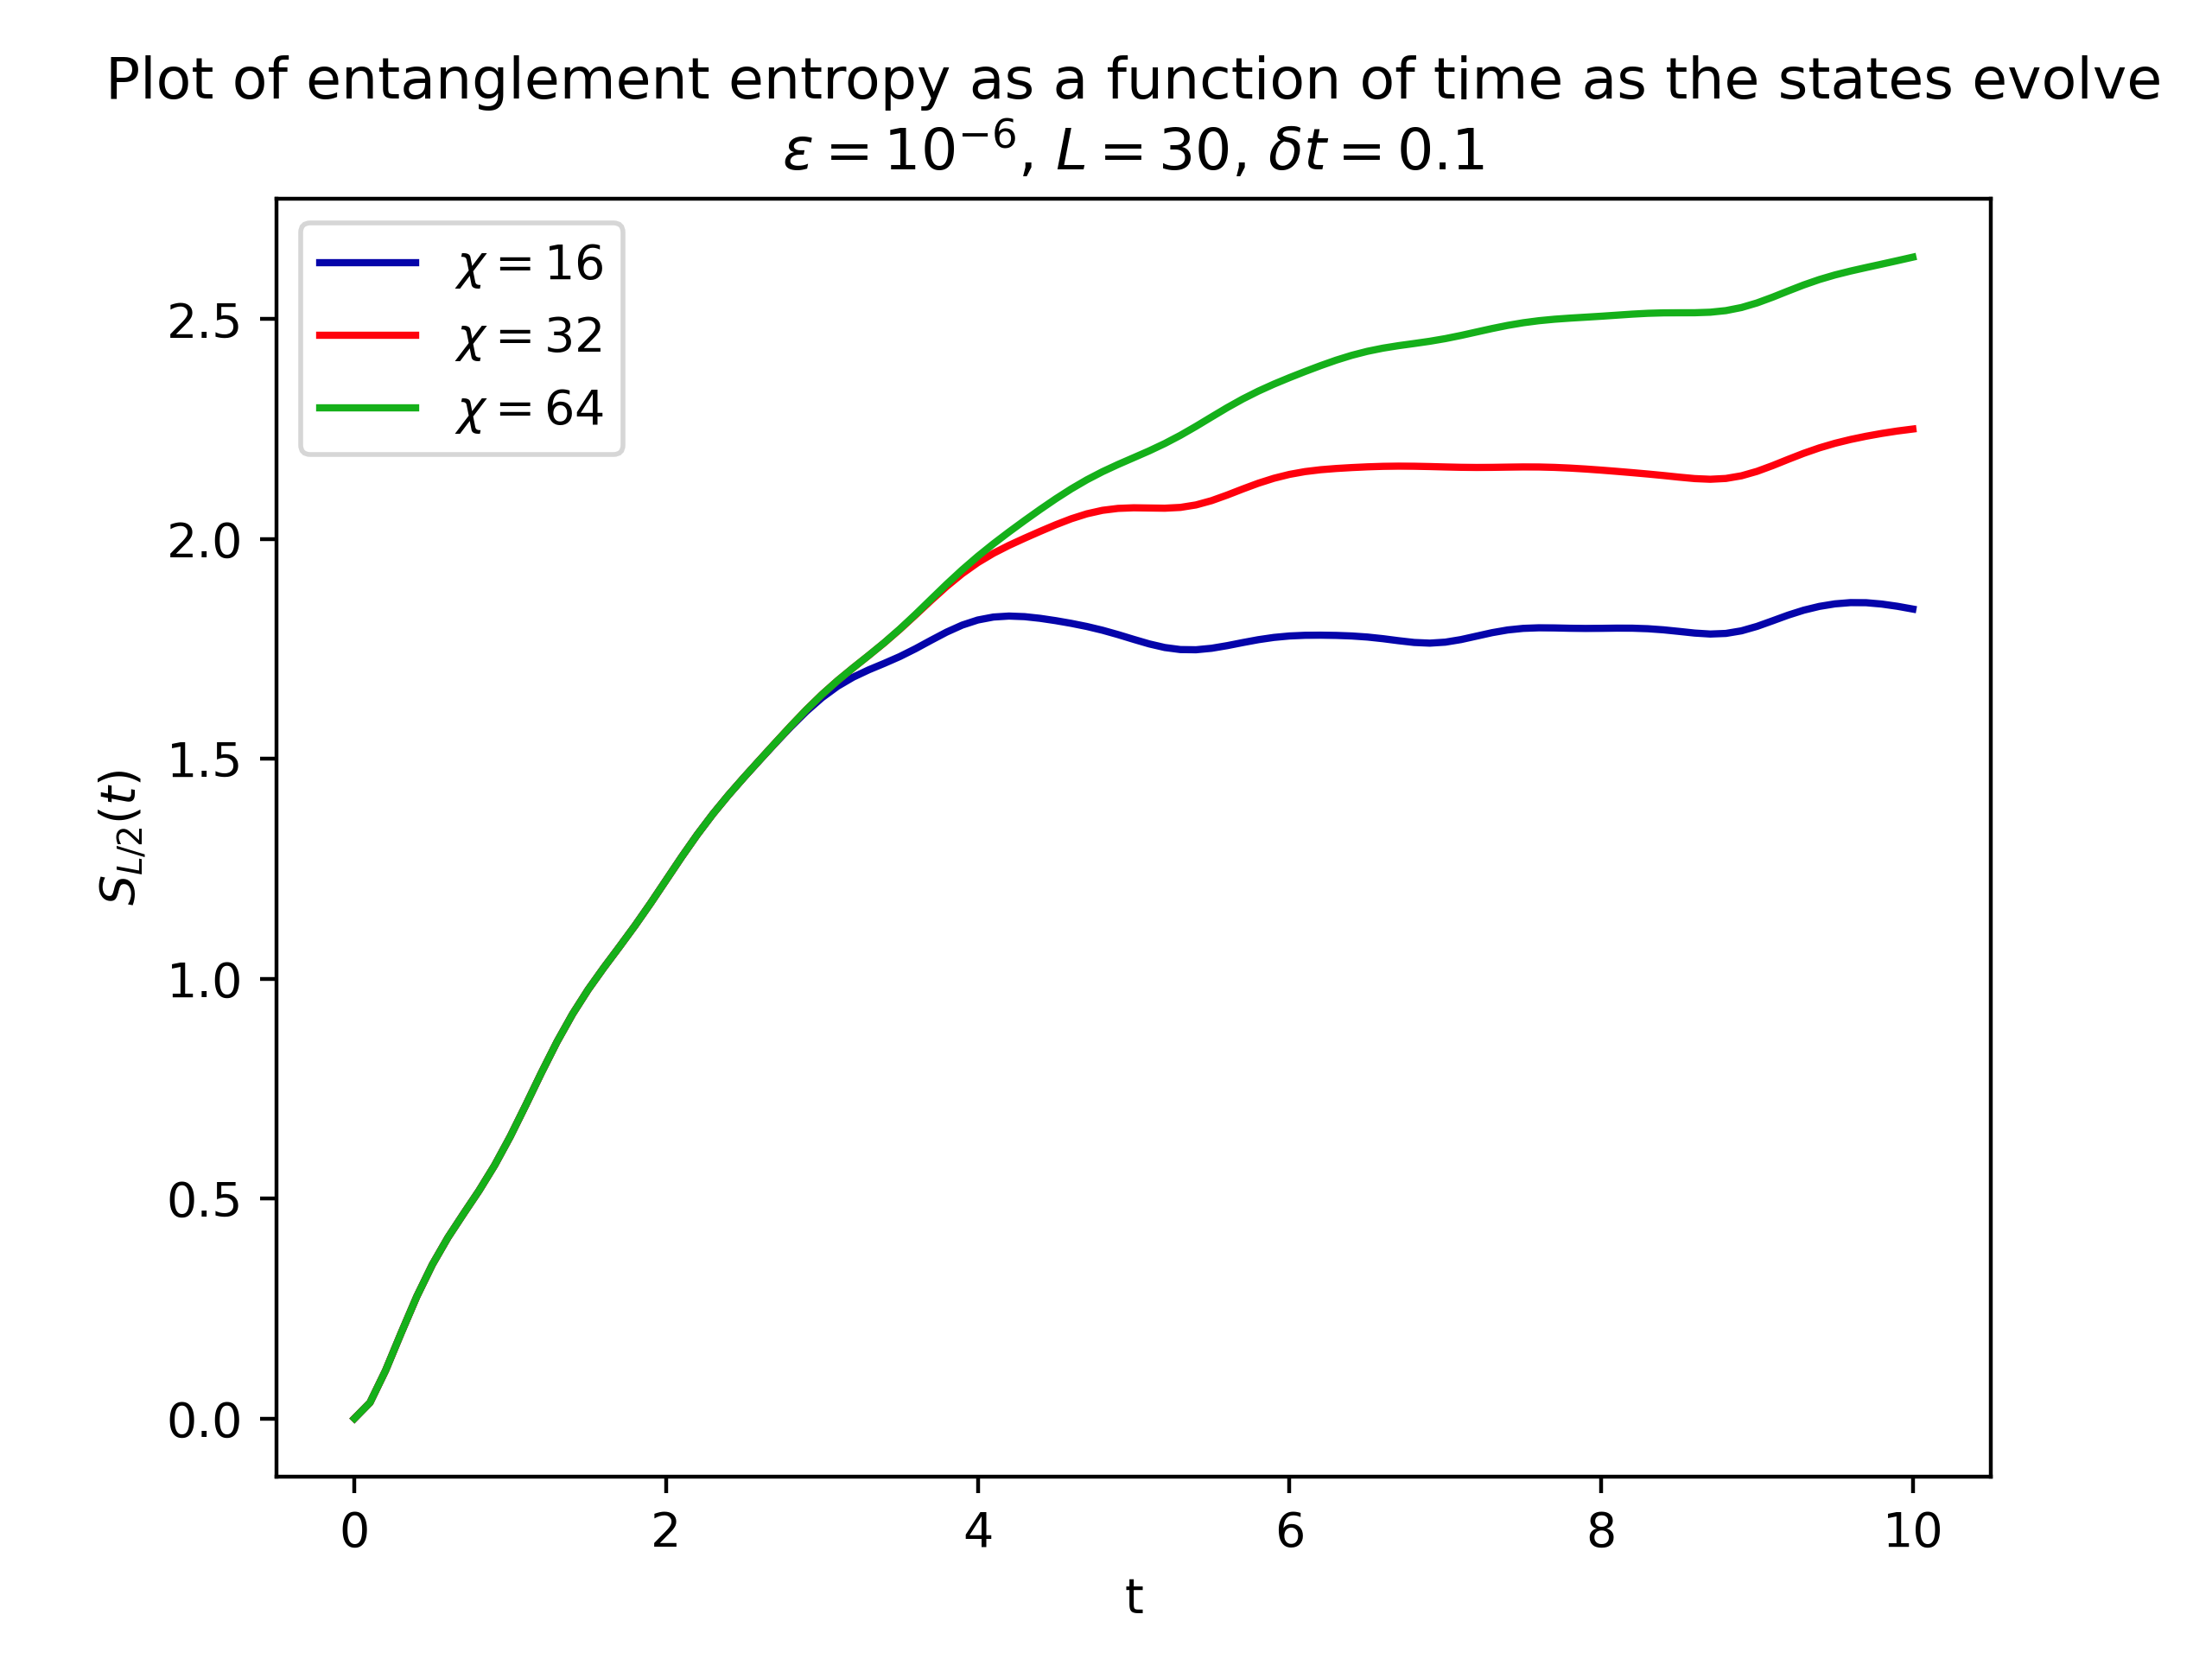 Plot of entanglement entropy as a function of time as the states evolve
ε = 10⁻⁶, L = 30, δt = 0.1
χ = 16
χ = 32
χ = 64
2.5
2.0
1.5
1.0
0.5
0.0
S_{L/2}(t)
0 2 4 6 8 10
t